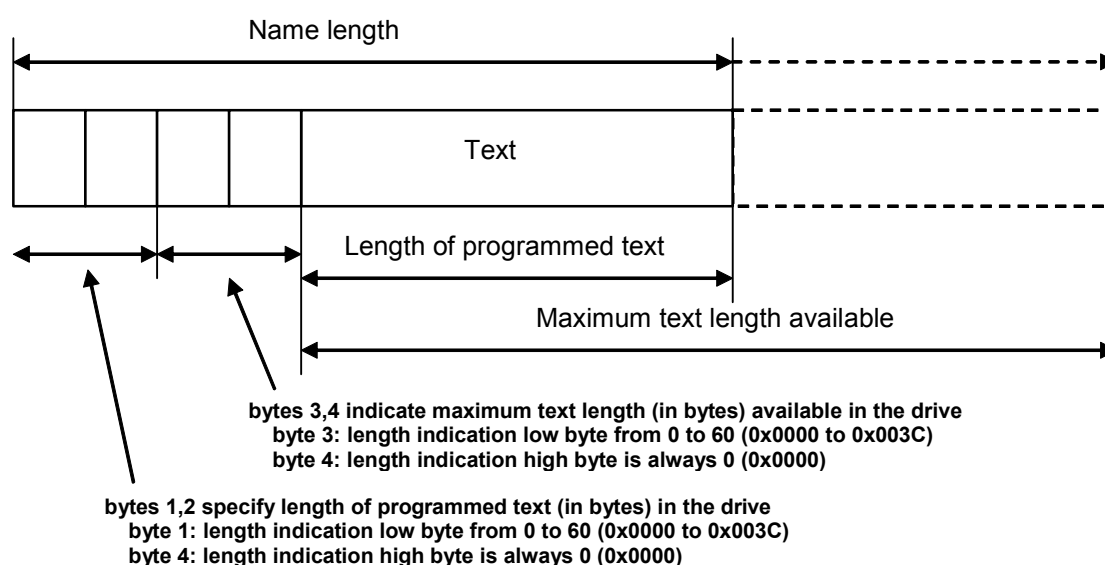 Name length
Text
Length of programmed text
Maximum text length available
bytes 3,4 indicate maximum text length (in bytes) available in the drive
byte 3: length indication low byte from 0 to 60 (0x0000 to 0x003C)
byte 4: length indication high byte is always 0 (0x0000)
bytes 1,2 specify length of programmed text (in bytes) in the drive
byte 1: length indication low byte from 0 to 60 (0x0000 to 0x003C)
byte 4: length indication high byte is always 0 (0x0000)